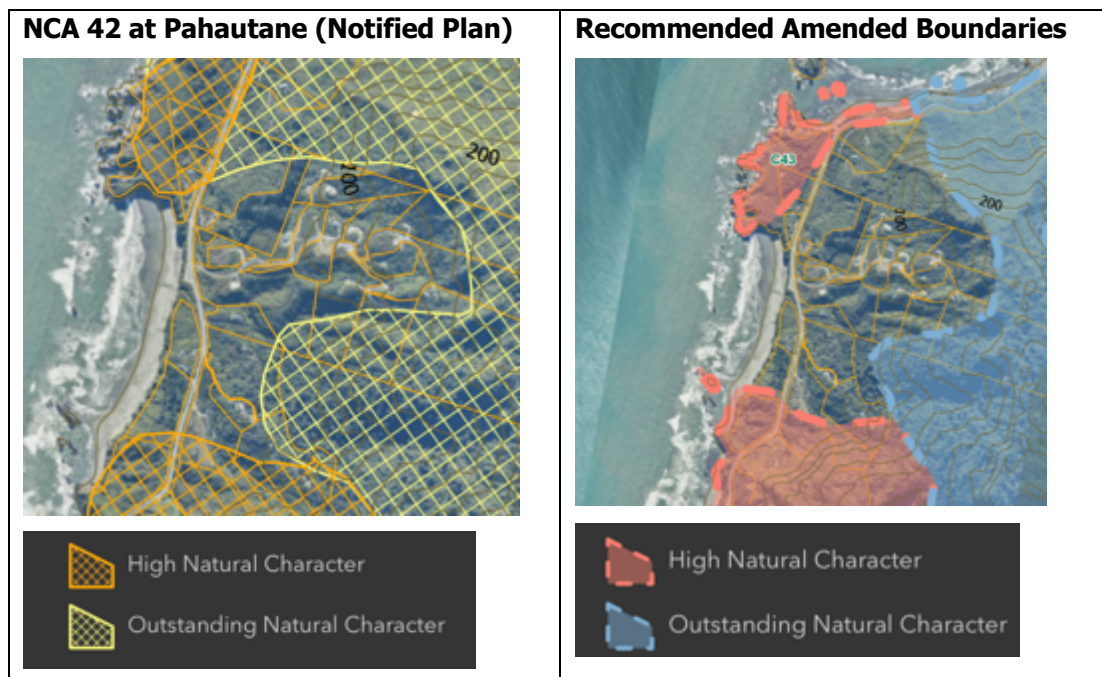 NCA 42 at Pahautane (Notified Plan)
Recommended Amended Boundaries
200
100
C43
200
100
High Natural Character
Outstanding Natural Character
High Natural Character
Outstanding Natural Character